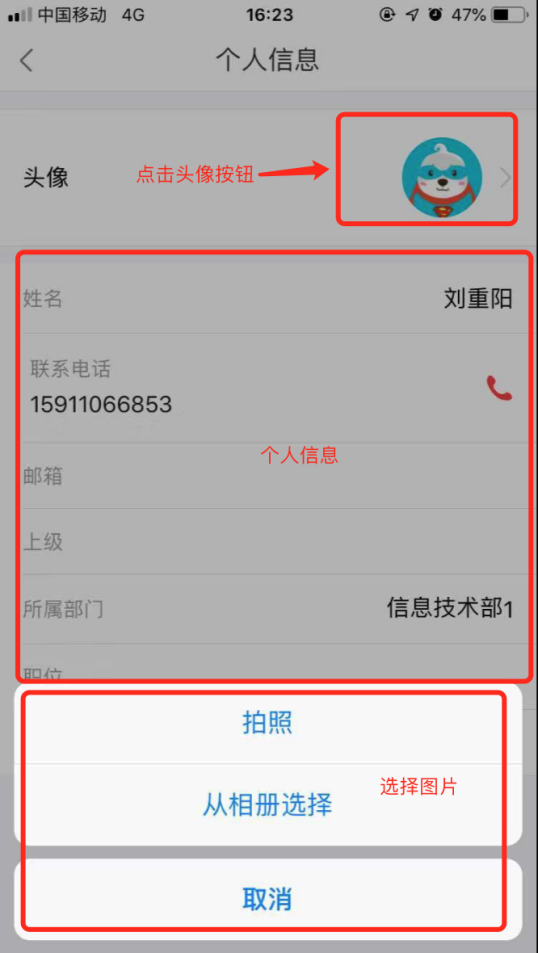 中国移动 4G 16:23 47%
个人信息
头像 点击头像按钮
姓名 刘重阳
联系电话
15911066853
个人信息
邮箱
上级
所属部门 信息技术部1
职位
拍照
选择图片
从相册选择
取消